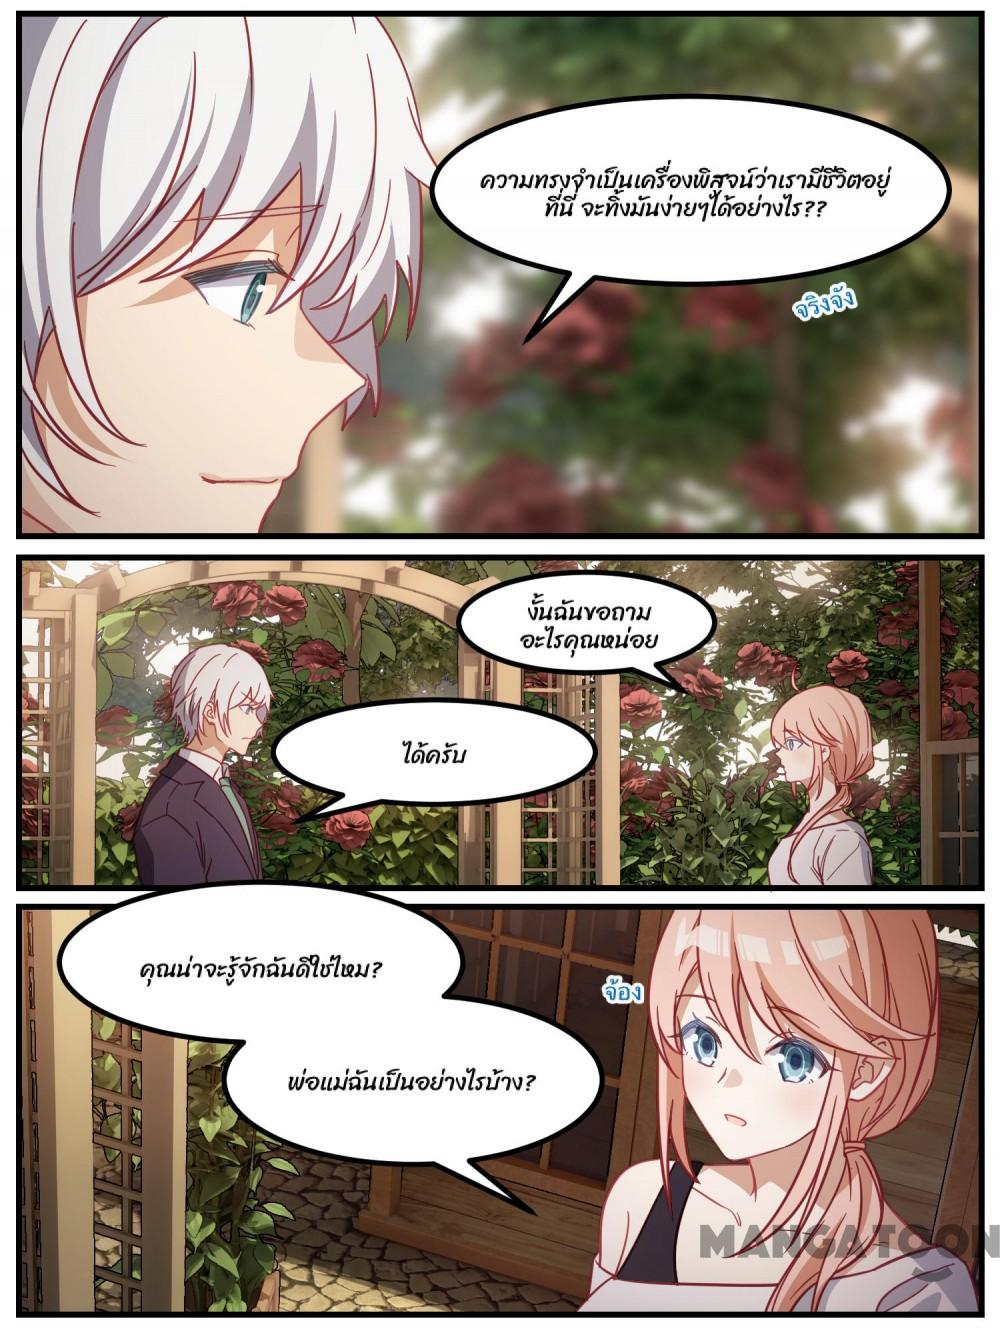 ความทรงจำเป็นเครื่องพิสูจน์ว่าเรามีชีวิตอยู่
ที่นี่ จะทิ้งมันง่ายๆได้อย่างไร??
จริงจัง
งั้นฉันขอถาม
อะไรคุณหน่อย
ได้ครับ
คุณน่าจะรู้จักฉันดีใช่ไหม?
จ้อง
พ่อแม่ฉันเป็นอย่างไรบ้าง?
MANGATOON